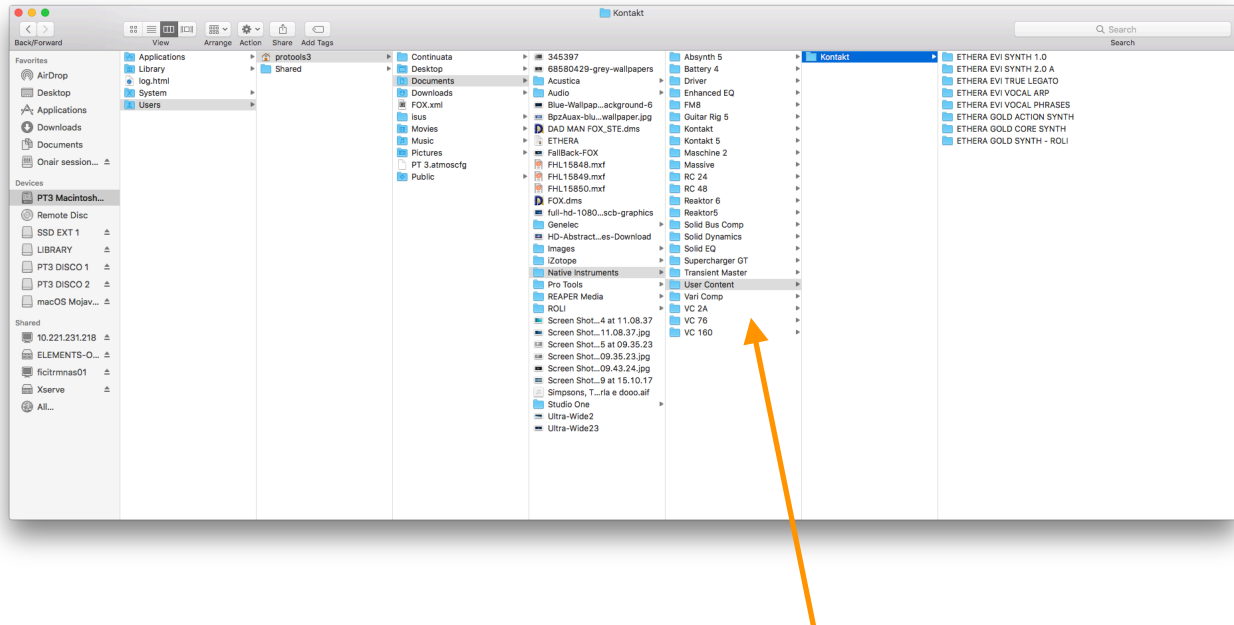 Kontakt
Search
Back/Forward
View
Arrange
Action
Share
Add Tags
Search
Favorites
AirDrop
Desktop
Applications
Downloads
Documents
Onair session...
Devices
PT3 Macintosh...
Remote Disc
SSD EXT 1
LIBRARY
PT3 DISCO 1
PT3 DISCO 2
macOS Mojav...
Shared
10.221.231.218
ELEMENTS-O...
ficitrmnas01
Xserve
All...
Applications
Library
log.html
System
Users
protools3
Shared
Continuata
Desktop
Documents
Downloads
FOX.xml
isus
Movies
Music
Pictures
PT 3.atmoscfg
Public
345397
68580429-grey-wallpapers
Acustica
Audio
Blue-Wallpap...ackground-6
BpzAuax-blu...wallpaper.jpg
DAD MAN FOX_STE.dms
ETHERA
FallBack-FOX
FHL15848.mxf
FHL15849.mxf
FHL15850.mxf
FOX.dms
full-hd-1080...scb-graphics
Genelec
HD-Abstract...es-Download
Images
iZotope
Native Instruments
Pro Tools
REAPER Media
ROLI
Screen Shot...4 at 11.08.37
Screen Shot...11.08.37.jpg
Screen Shot...5 at 09.35.23
Screen Shot...09.35.23.jpg
Screen Shot...09.43.24.jpg
Screen Shot...9 at 15.10.17
Simpsons, T...rla e dooo.aif
Studio One
Ultra-Wide2
Ultra-Wide23
Absynth 5
Battery 4
Driver
Enhanced EQ
FM8
Guitar Rig 5
Kontakt
Kontakt 5
Maschine 2
Massive
RC 24
RC 48
Reaktor 6
Reaktor5
Solid Bus Comp
Solid Dynamics
Solid EQ
Supercharger GT
Transient Master
User Content
Vari Comp
VC 2A
VC 76
VC 160
Kontakt
ETHERA EVI SYNTH 1.0
ETHERA EVI SYNTH 2.0 A
ETHERA EVI TRUE LEGATO
ETHERA EVI VOCAL ARP
ETHERA EVI VOCAL PHRASES
ETHERA GOLD ACTION SYNTH
ETHERA GOLD CORE SYNTH
ETHERA GOLD SYNTH - ROLI